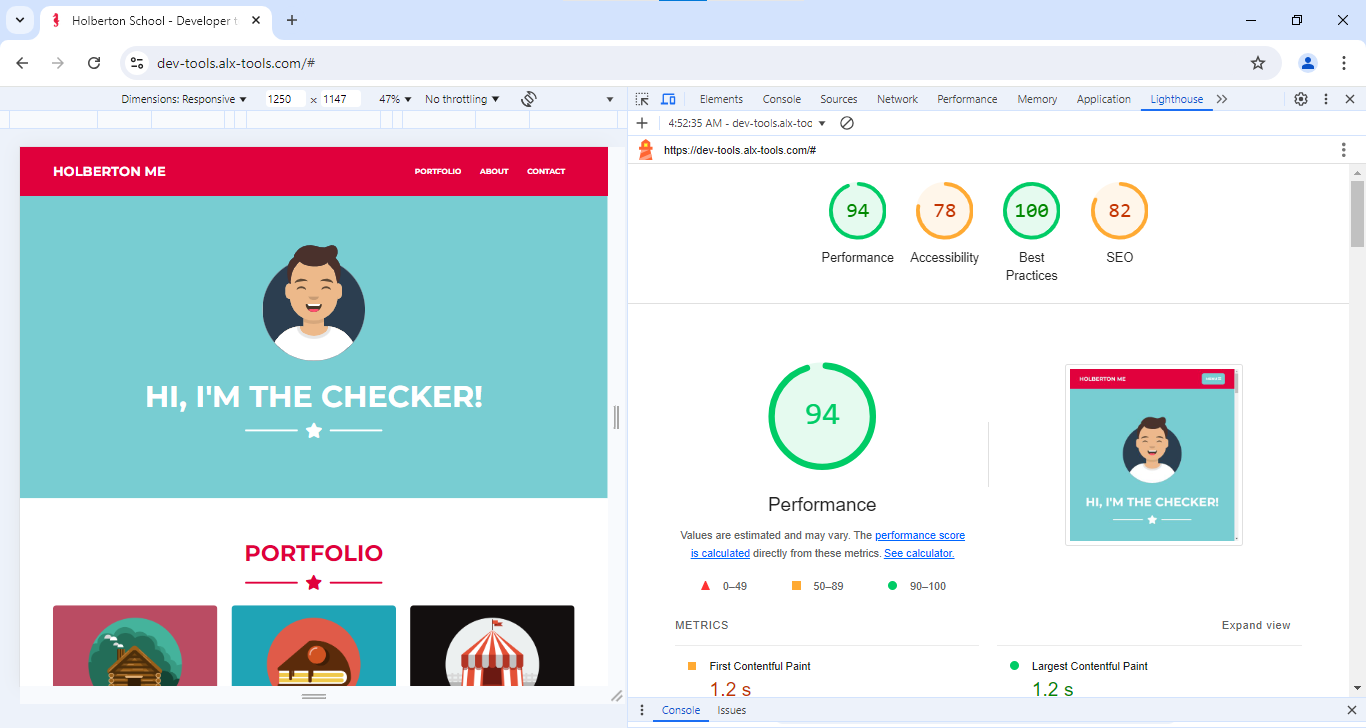 Holberton School - Developer t
dev-tools.alx-tools.com/#
Dimensions: Responsive
1250
×
1147
47%
No throttling
Elements
Console
Sources
Network
Performance
Memory
Application
Lighthouse
4:52:35 AM - dev-tools.alx-toc
https://dev-tools.alx-tools.com/#
HOLBERTON ME
PORTFOLIO
ABOUT
CONTACT
HI, I'M THE CHECKER!
PORTFOLIO
94
78
100
82
Performance
Accessibility
Best
Practices
SEO
94
Performance
Values are estimated and may vary. The performance score
is calculated directly from these metrics. See calculator.
0–49
50–89
90–100
HOLBERTON ME
HI, I'M THE CHECKER!
METRICS
Expand view
First Contentful Paint
1.2 s
Largest Contentful Paint
1.2 s
Console
Issues